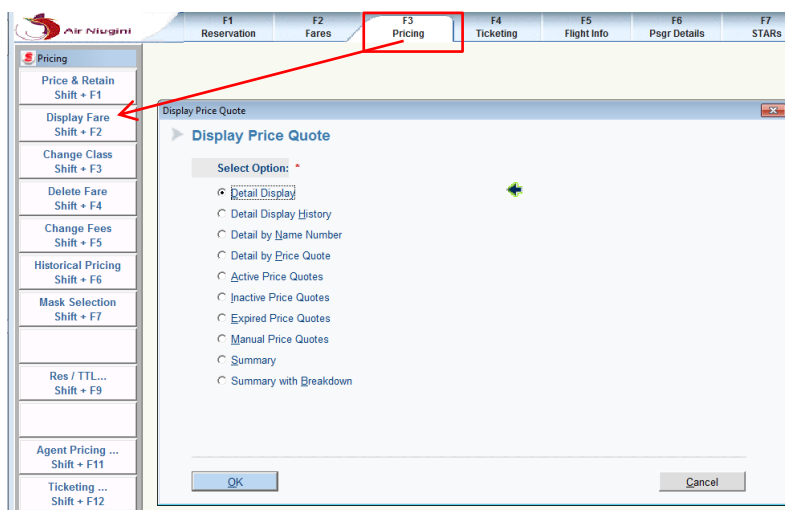 Air Niugini
F1 F2 F3 F4 F5 F6 F7
Reservation Fares Pricing Ticketing Flight Info Psgr Details STARs
Pricing
Price & Retain
Shift + F1
Display Fare
Shift + F2
Change Class
Shift + F3
Delete Fare
Shift + F4
Change Fees
Shift + F5
Historical Pricing
Shift + F6
Mask Selection
Shift + F7
Res / TTL...
Shift + F9
Agent Pricing ...
Shift + F11
Ticketing ...
Shift + F12
Display Price Quote
Display Price Quote
Select Option: *
Detail Display
Detail Display History
Detail by Name Number
Detail by Price Quote
Active Price Quotes
Inactive Price Quotes
Expired Price Quotes
Manual Price Quotes
Summary
Summary with Breakdown
OK Cancel